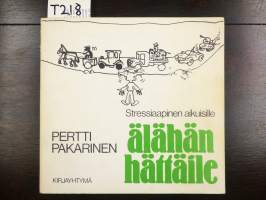 T218
Stressiaapinen aikuisille
PERTTI
PAKARINEN
älähän
hättäile
KIRJAYHTYMÄ